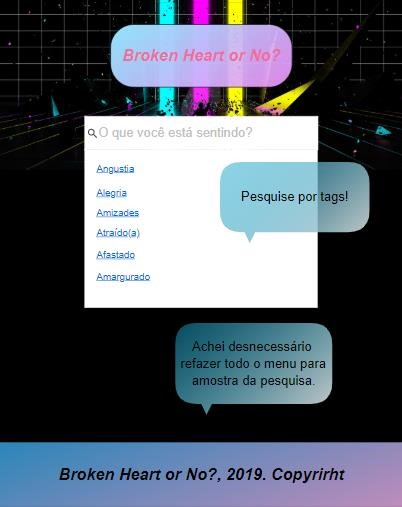 Broken Heart or No?
O que você está sentindo?
Angustia
Alegria
Amizades
Atraído(a)
Afastado
Amargurado
Pesquise por tags!
Achei desnecessário
refazer todo o menu para
amostra da pesquisa.
Broken Heart or No?, 2019. Copyrirht